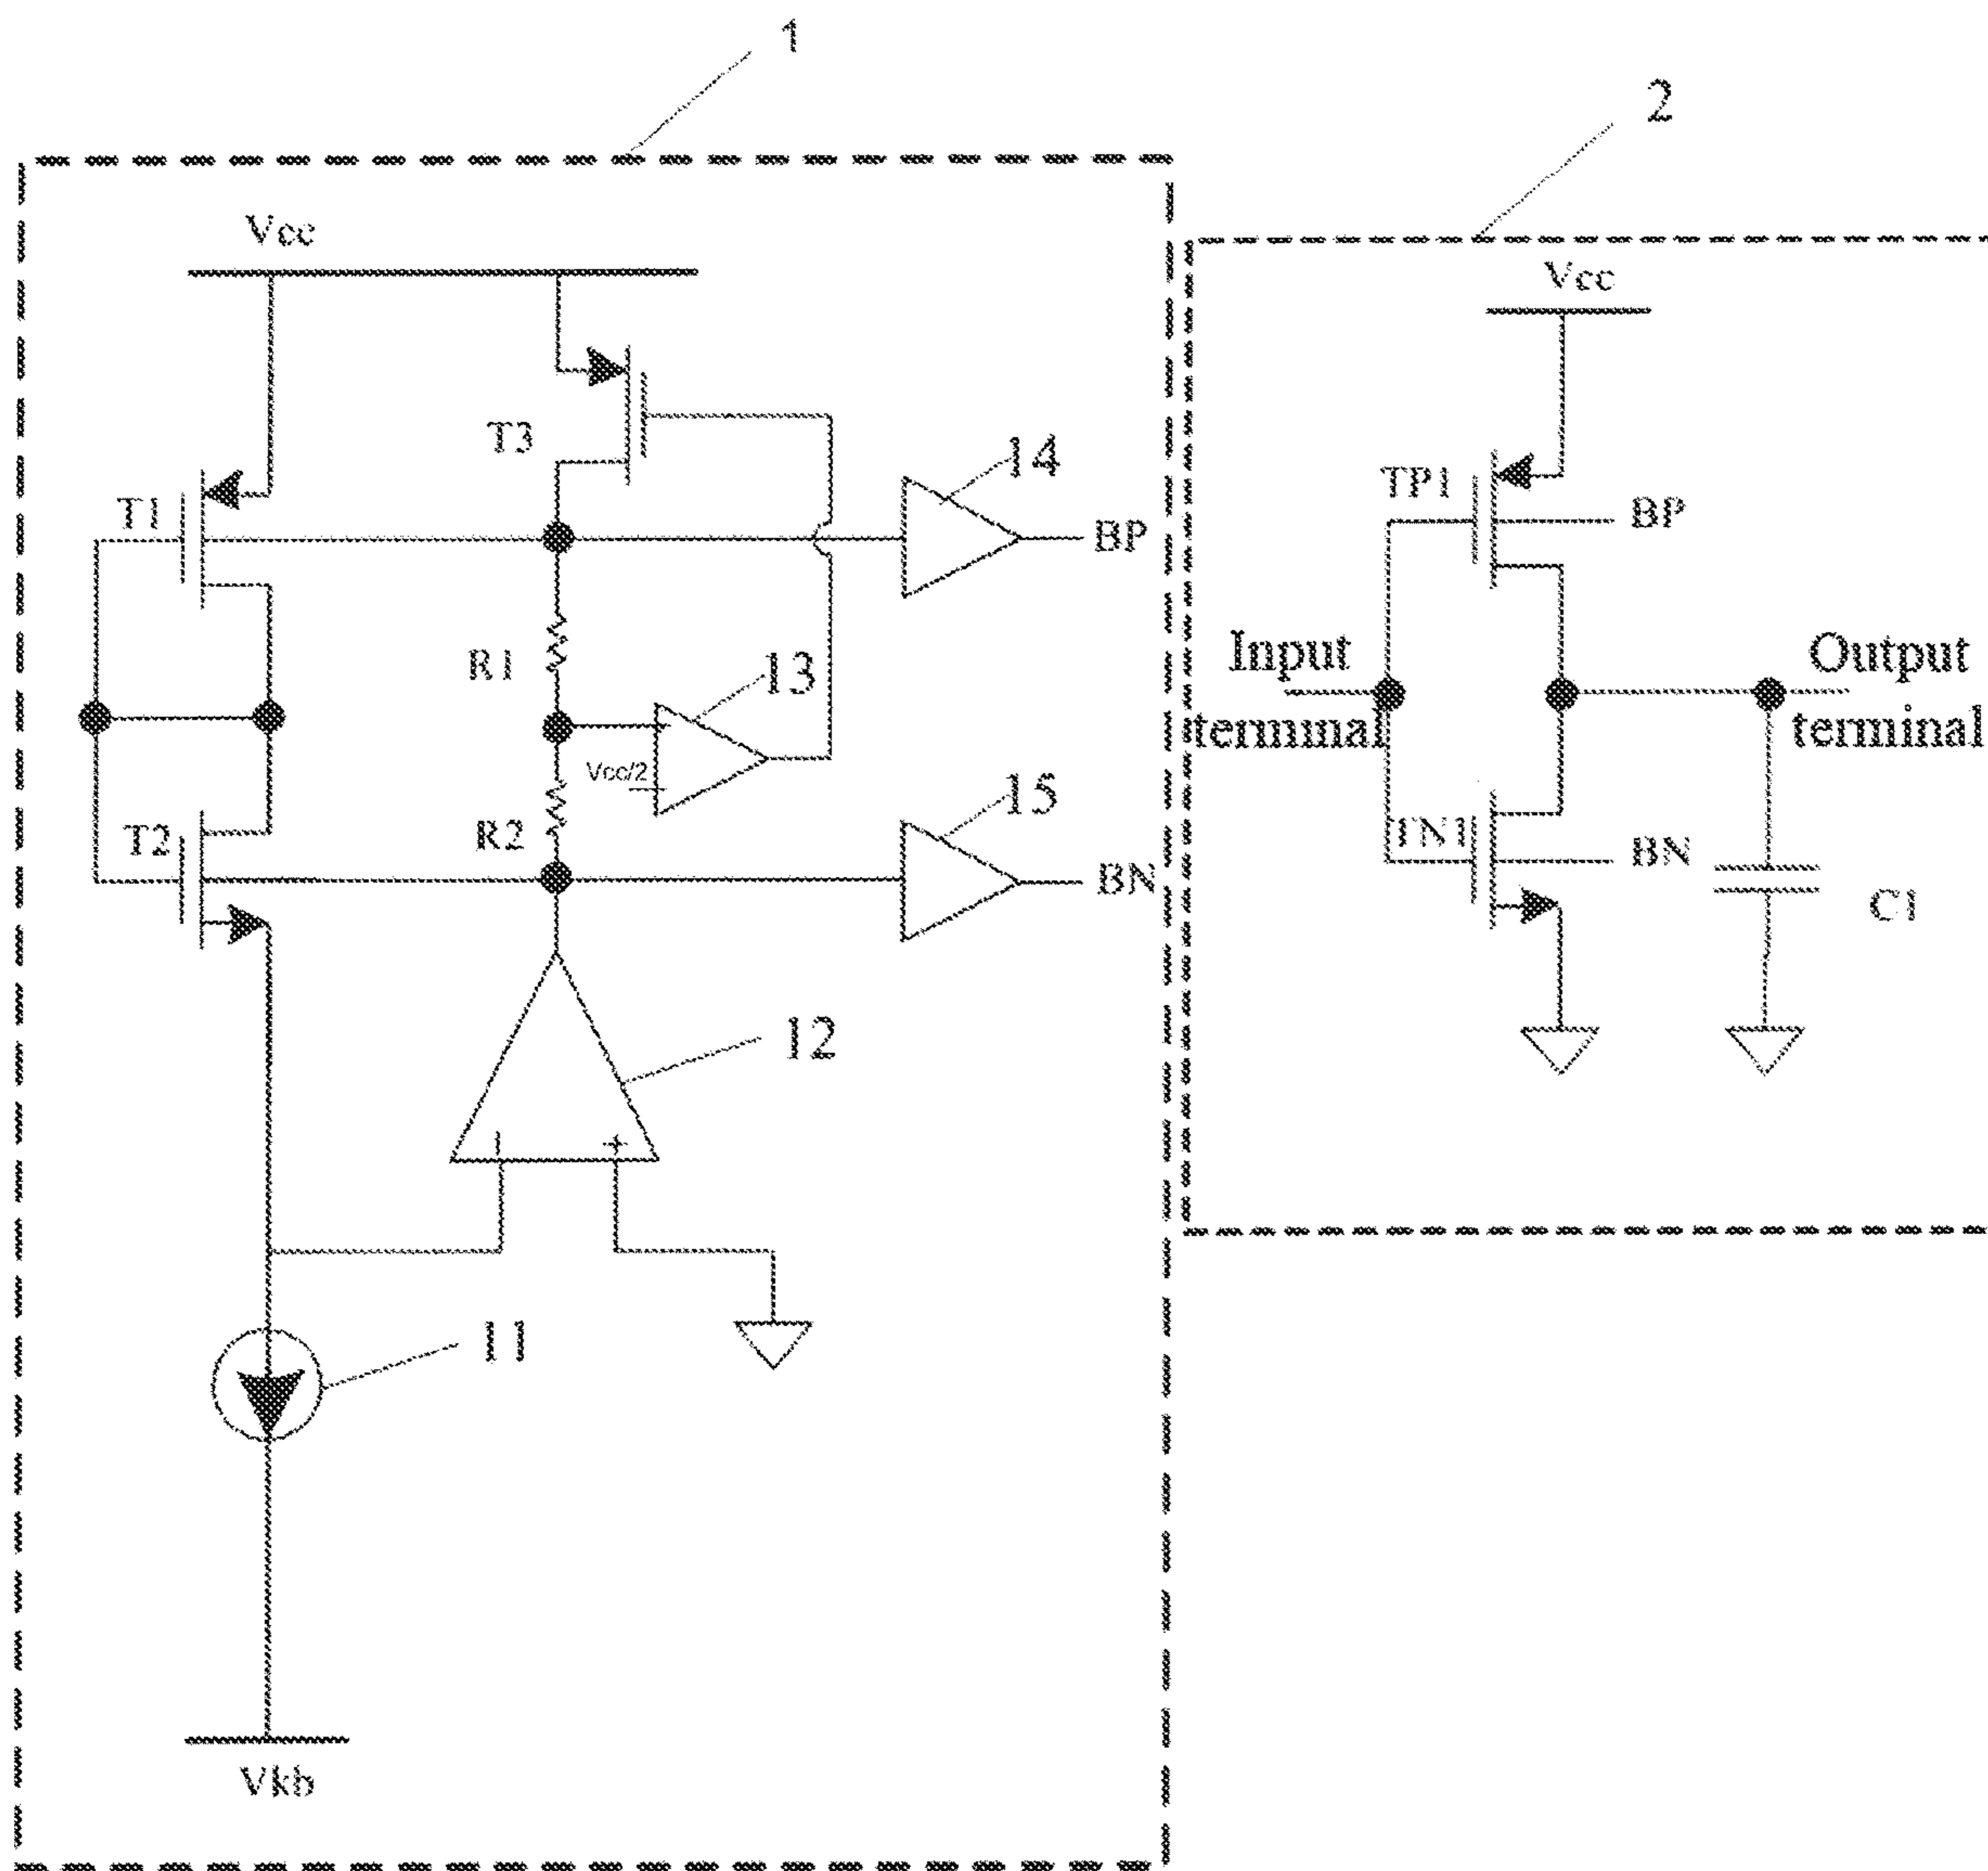 1
2
Vcc
Vcc
T3
14
TP1
T1
BP
BP
Input
terminal
Output
terminal
R1
13
Vcc/2
15
T2
R2
TN1
BN
BN
C1
12
- +
11
Vkb